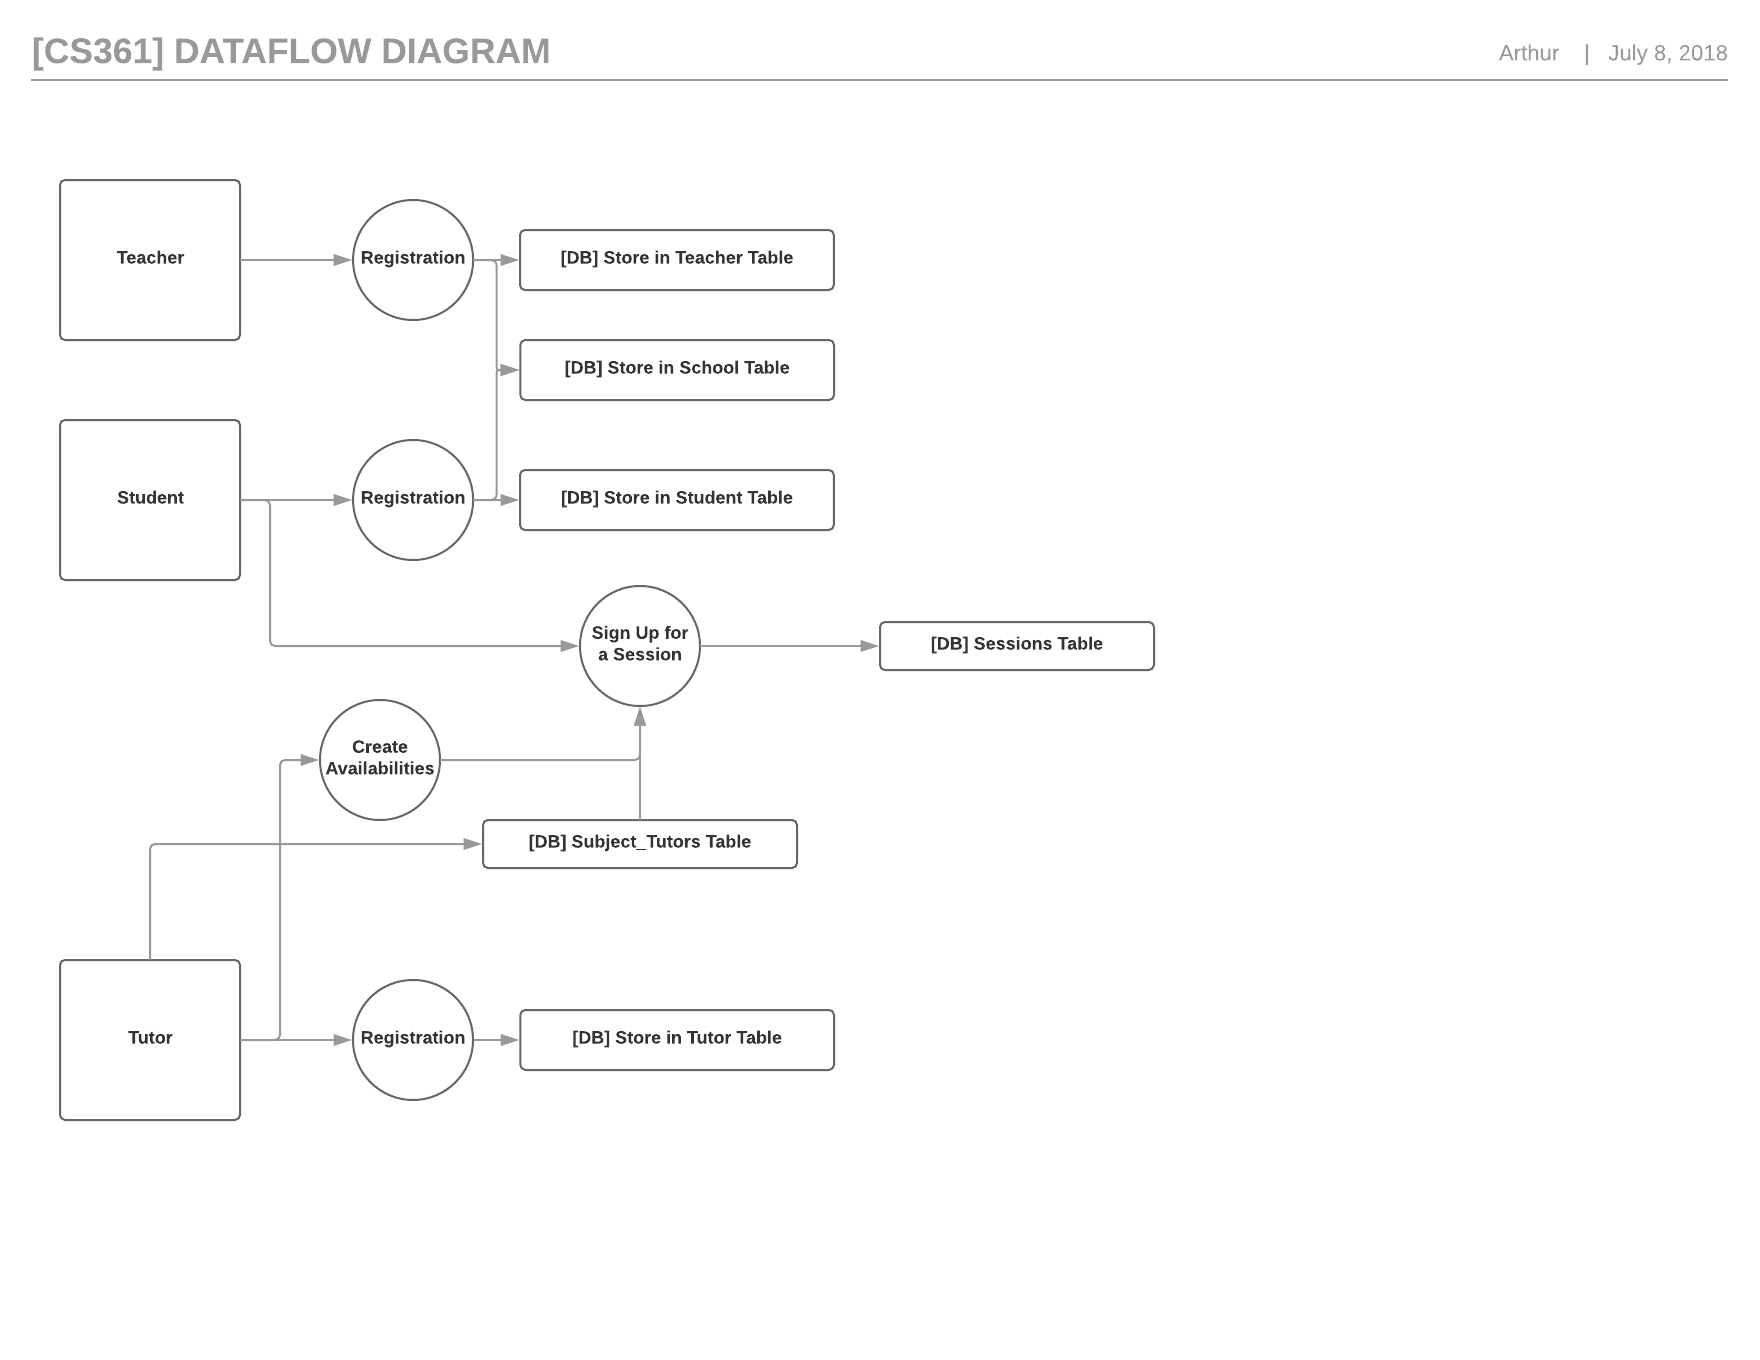 [CS361] DATAFLOW DIAGRAM
Arthur | July 8, 2018
Teacher
Registration
[DB] Store in Teacher Table
[DB] Store in School Table
Student
Registration
[DB] Store in Student Table
Sign Up for
a Session
[DB] Sessions Table
Create
Availabilities
[DB] Subject_Tutors Table
Tutor
Registration
[DB] Store in Tutor Table